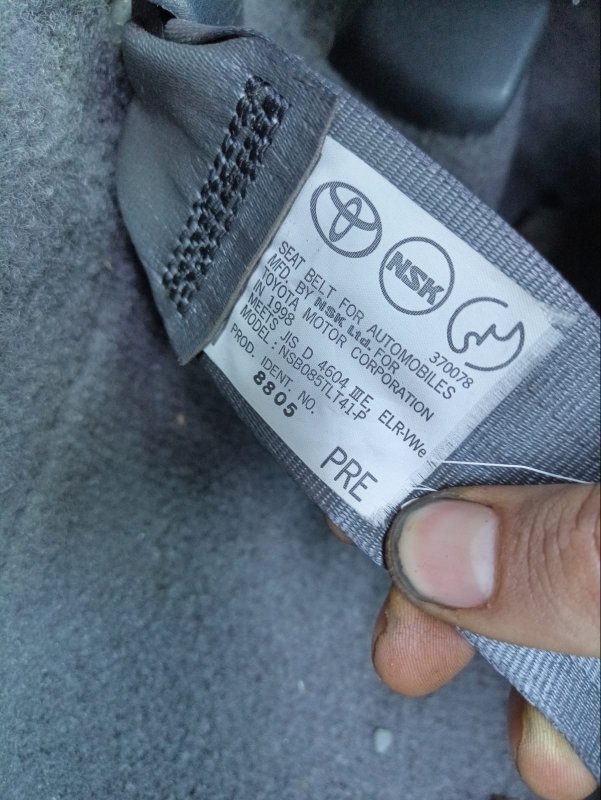 NSK
370078
SEAT BELT FOR AUTOMOBILES
MFD. BY NSK Ltd. FOR
TOYOTA MOTOR CORPORATION
IN 1998
MEETS JIS D 4604 ⅢE, ELR-VWe
MODEL : NSB085TLT41-P
PROD. IDENT. NO.
8805
PRE